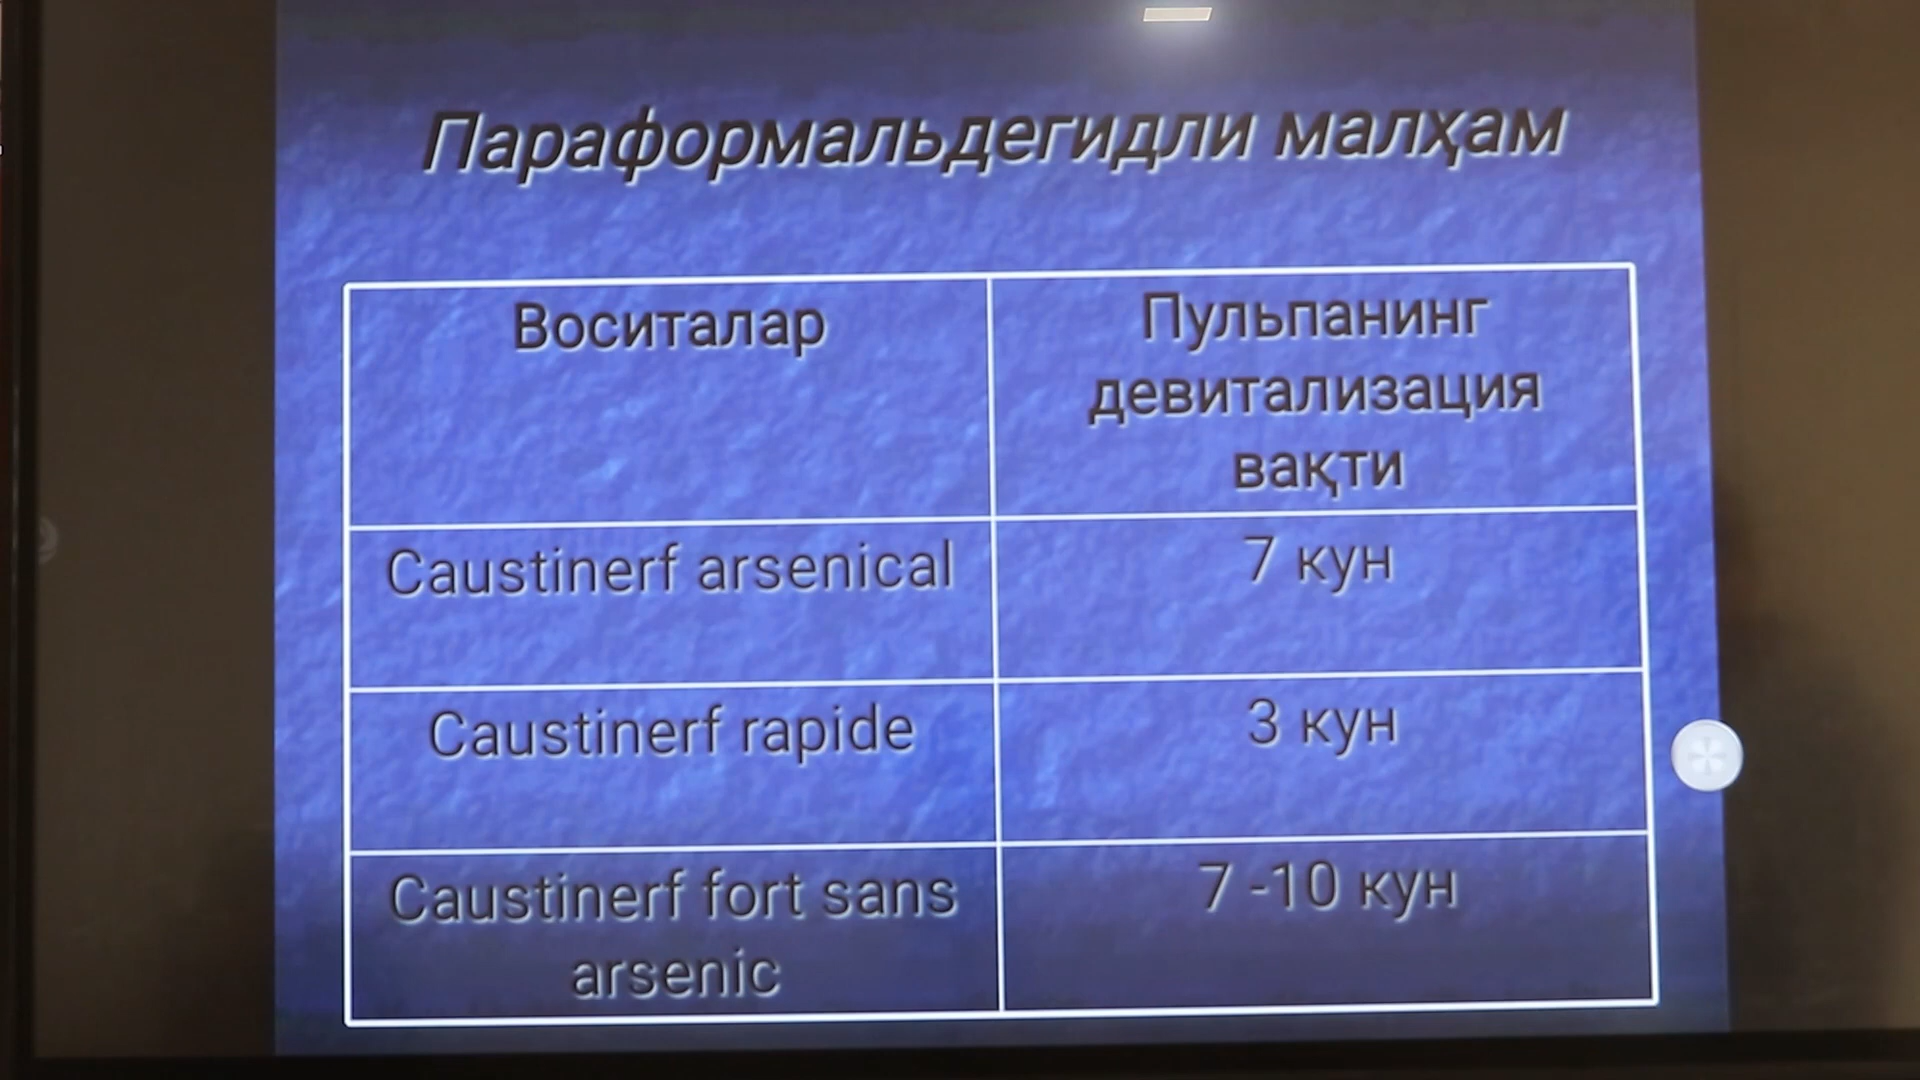 Параформальдегидли малҳам
Воситалар
Пульпанинг
девитализация
вақти
Caustinerf arsenical
7 кун
Caustinerf rapide
3 кун
Caustinerf fort sans
arsenic
7 -10 кун